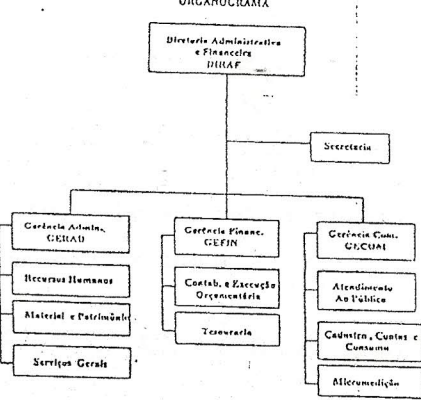 ORGANOGRAMA
Diretoria Administrativa
e Financeira
DIRAF
Secretaria
Gerência Admin.
GERAD
Gerência Financ.
GEFIN
Gerência Com.
GECOM
Recursos Humanos
Material e Patrimônio
Serviços Gerais
Contab. e Execução
Orçamentária
Tesouraria
Atendimento
Ao Público
Cadastro, Contas e
Consumo
Micromedição